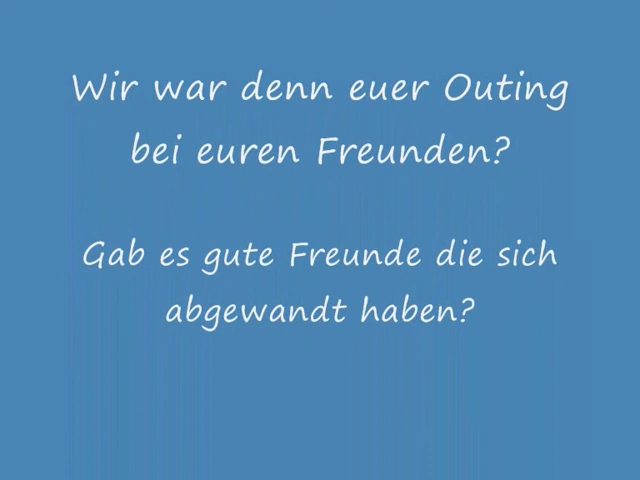 Wir war denn euer Outing
bei euren Freunden?
Gab es gute Freunde die sich
abgewandt haben?